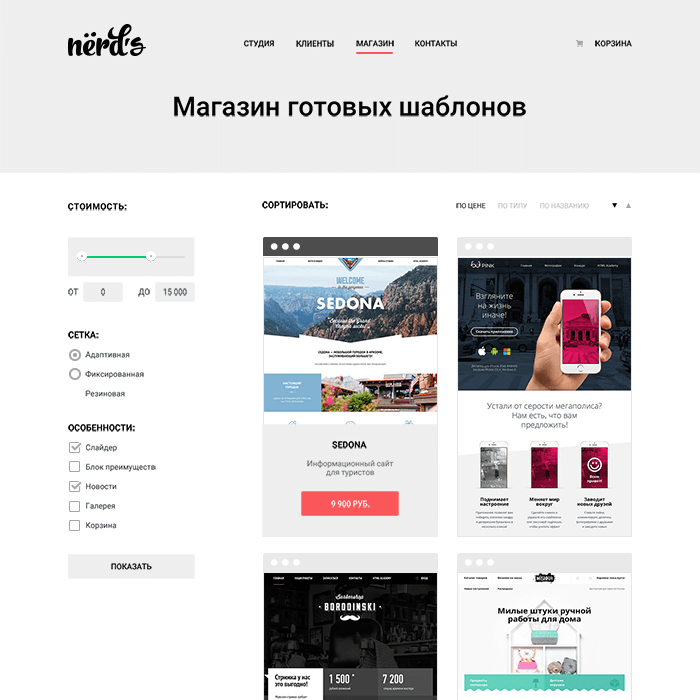 nërd's
СТУДИЯ
КЛИЕНТЫ
МАГАЗИН
КОНТАКТЫ
КОРЗИНА
Магазин готовых шаблонов
СТОИМОСТЬ:
ОТ 0 ДО 15 000
СЕТКА:
Адаптивная
Фиксированная
Резиновая
ОСОБЕННОСТИ:
Слайдер
Блок преимуществ
Новости
Галерея
Корзина
ПОКАЗАТЬ
СОРТИРОВАТЬ:
ПО ЦЕНЕ
ПО ТИПУ
ПО НАЗВАНИЮ
WELCOME
SEDONA
SEDONA
Информационный сайт
для туристов
9 900 РУБ.
PINK
Взгляните
на жизнь
иначе!
Устали от серости мегаполиса?
Нам есть, что вам
предложить!
Поднимает
настроение
Меняет мир
вокруг
Заводит
новых друзей
BORODINSKI
Стрижка у нас
это выгодно!
1 500
7 200
Милые штуки ручной
работы для дома